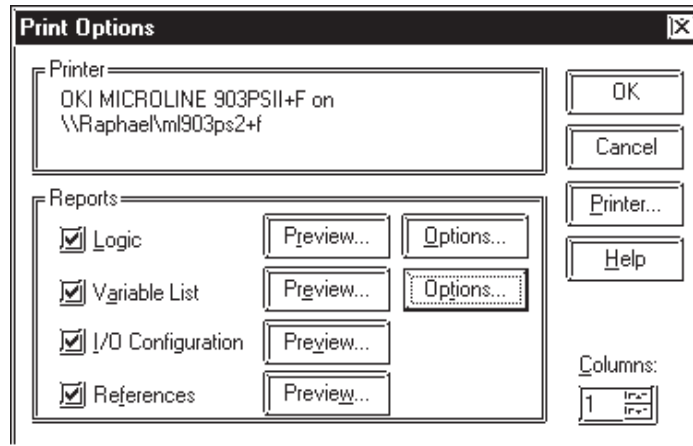 Print Options
Printer
OKI MICROLINE 903PSII+F on
\\Raphael\ml903ps2+f
OK
Cancel
Printer...
Help
Reports
Logic Preview... Options...
Variable List Preview... Options...
I/O Configuration Preview...
References Preview...
Columns:
1